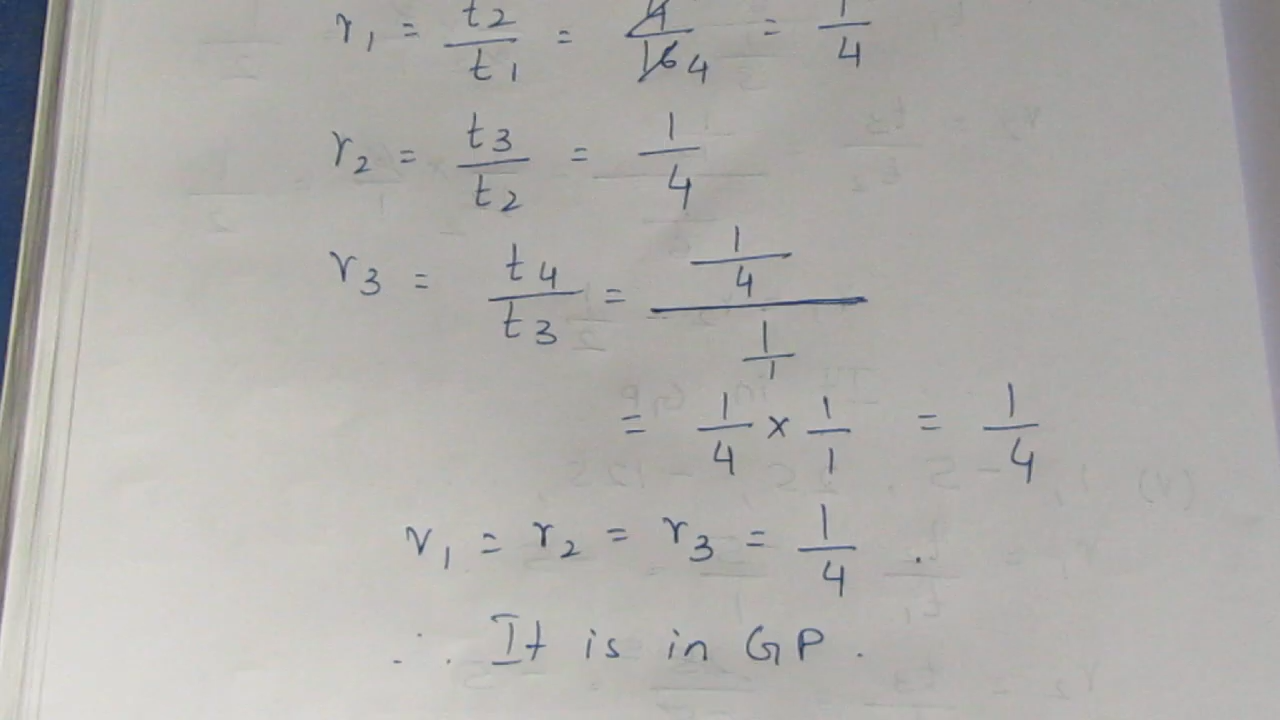 r1 = t2/t1 = 4/16 4 = 1/4
r2 = t3/t2 = 1/4
r3 = t4/t3 = (1/4)/(1/1)
= 1/4 × 1/1 = 1/4
r1 = r2 = r3 = 1/4 .
∴ It is in GP.